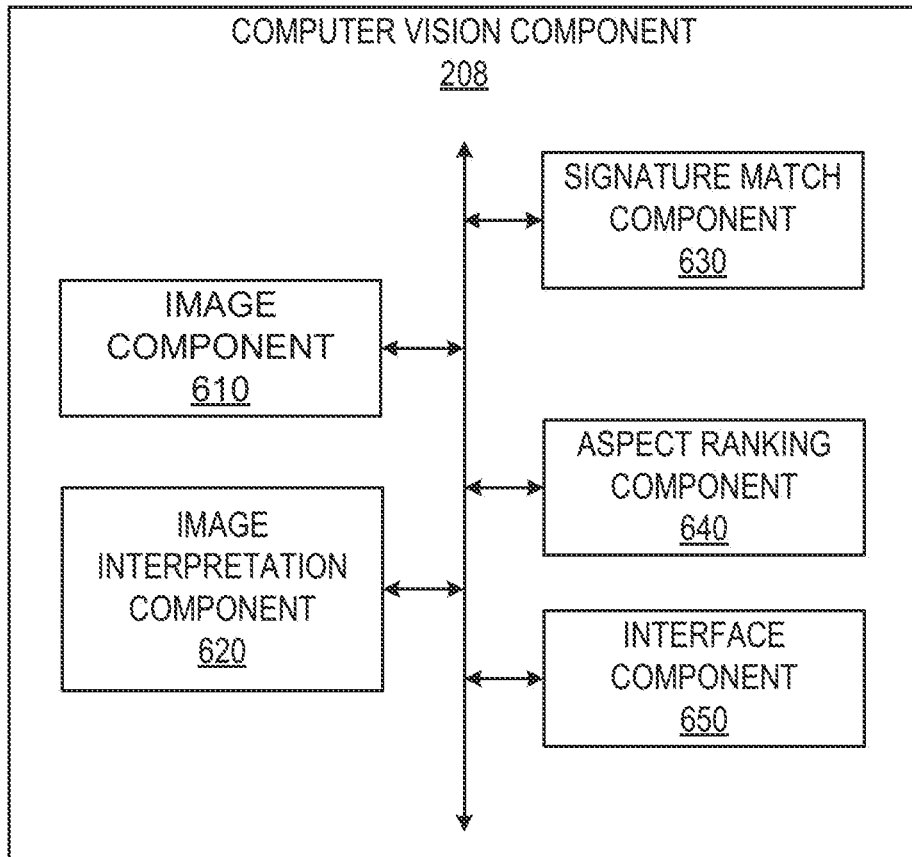 COMPUTER VISION COMPONENT
208
SIGNATURE MATCH
COMPONENT
630
IMAGE
COMPONENT
610
ASPECT RANKING
COMPONENT
640
IMAGE
INTERPRETATION
COMPONENT
620
INTERFACE
COMPONENT
650